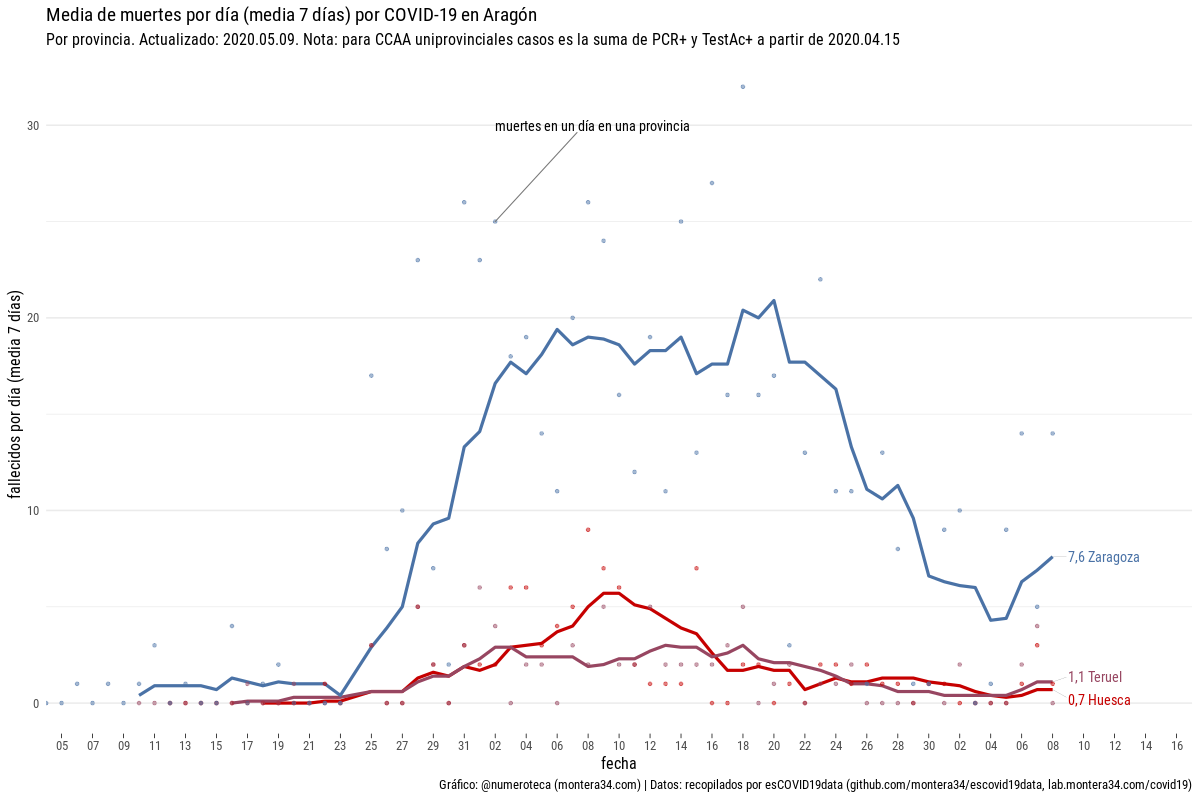 Media de muertes por día (media 7 días) por COVID-19 en Aragón
Por provincia. Actualizado: 2020.05.09. Nota: para CCAA uniprovinciales casos es la suma de PCR+ y TestAc+ a partir de 2020.04.15
muertes en un día en una provincia
fallecidos por día (media 7 días)
30
20
10
0
7,6 Zaragoza
1,1 Teruel
0,7 Huesca
05 07 09 11 13 15 17 19 21 23 25 27 29 31 02 04 06 08 10 12 14 16 18 20 22 24 26 28 30 02 04 06 08 10 12 14 16
fecha
Gráfico: @numeroteca (montera34.com) | Datos: recopilados por esCOVID19data (github.com/montera34/escovid19data, lab.montera34.com/covid19)